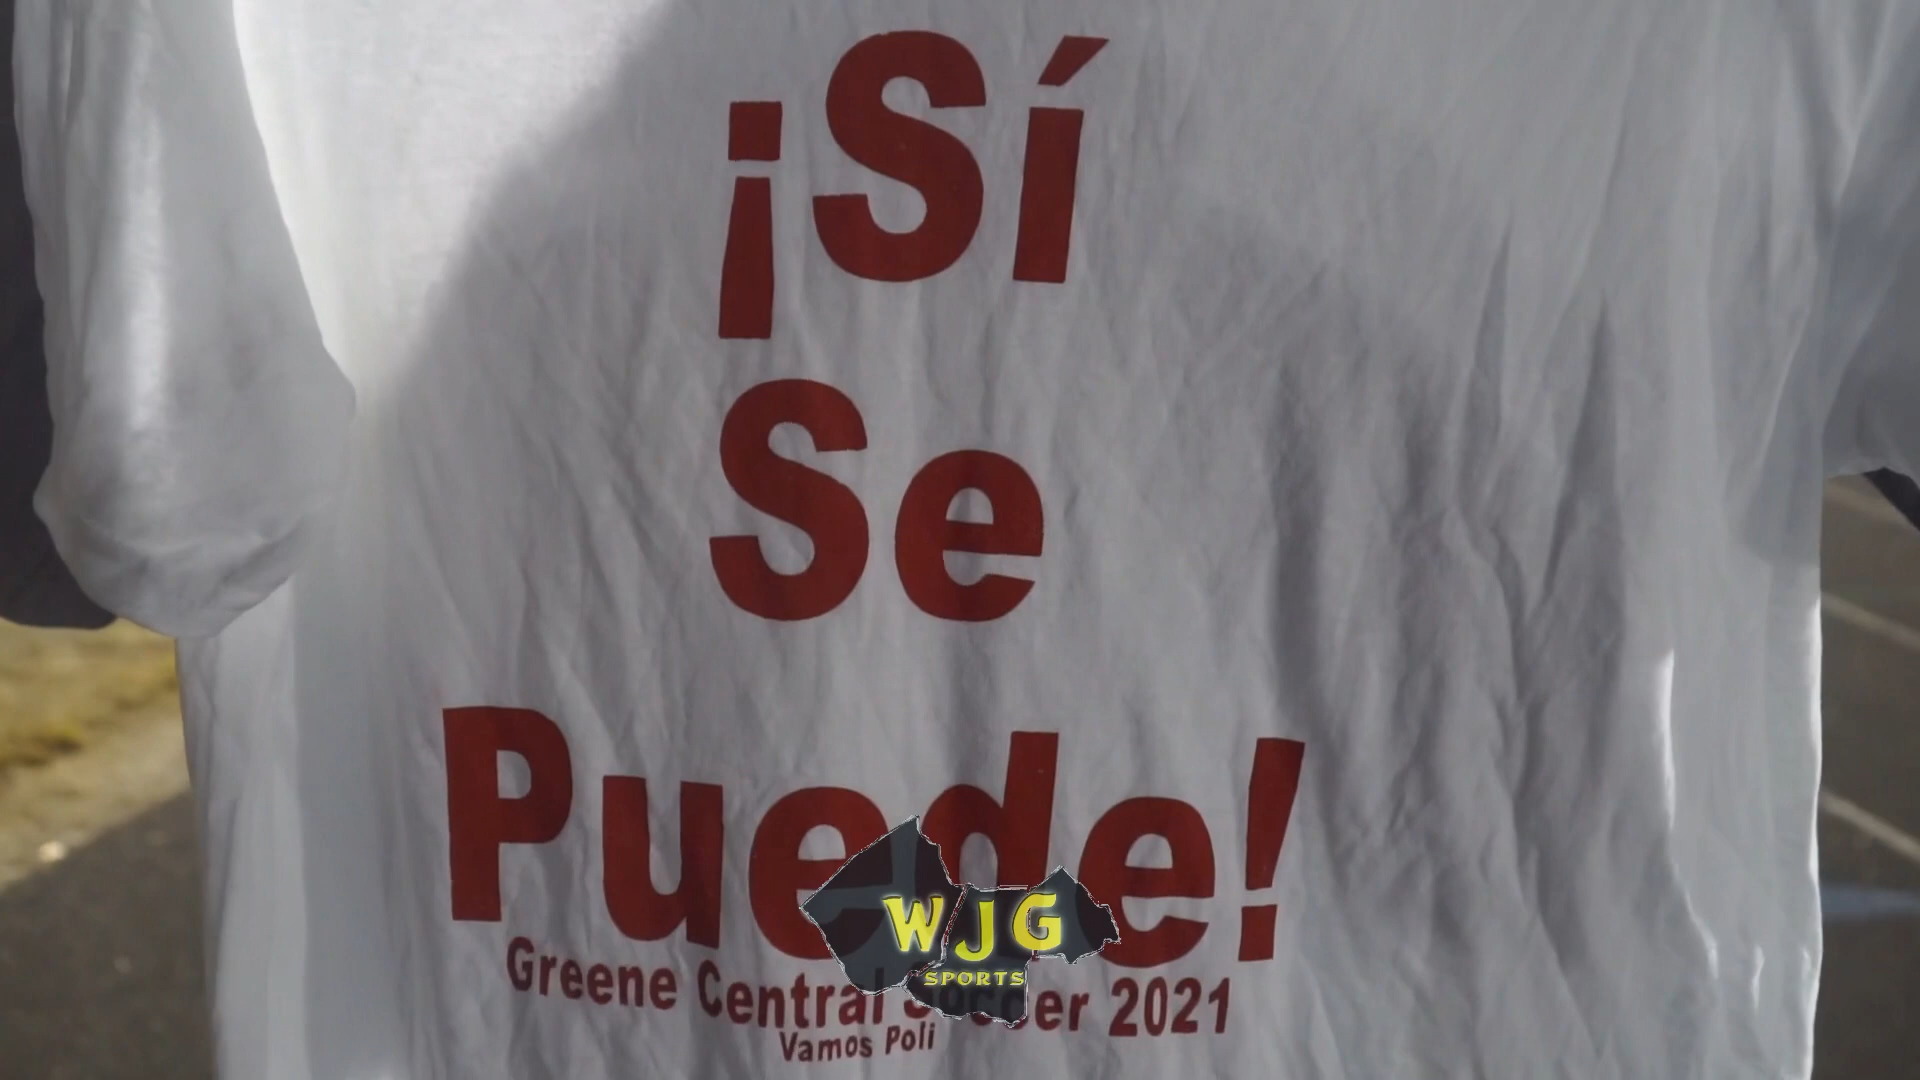 ¡Sí
Se
Puede!
WJG
SPORTS
Greene Central Soccer 2021
Vamos Poli